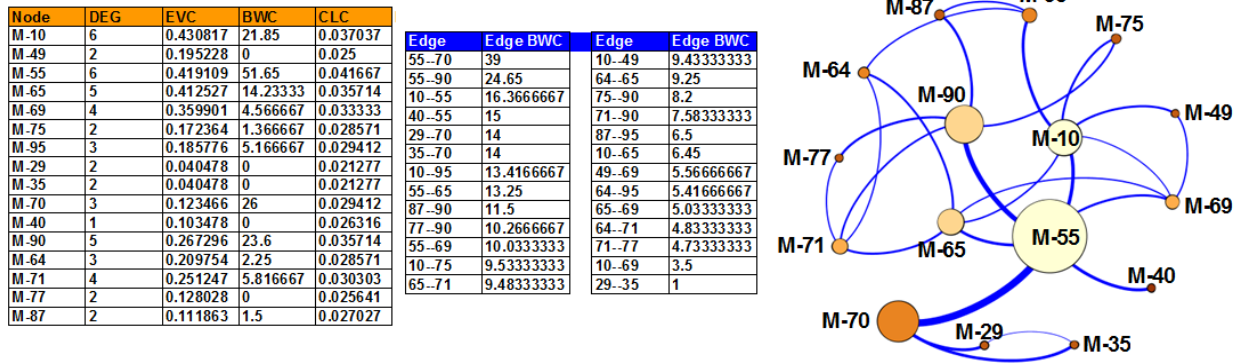 Node DEG EVC BWC CLC
M-10 6 0.430817 21.85 0.037037
M-49 2 0.195228 0 0.025
M-55 6 0.419109 51.65 0.041667
M-65 5 0.412527 14.23333 0.035714
M-69 4 0.359901 4.566667 0.033333
M-75 2 0.172364 1.366667 0.028571
M-95 3 0.185776 5.166667 0.029412
M-29 2 0.040478 0 0.021277
M-35 2 0.040478 0 0.021277
M-70 3 0.123466 26 0.029412
M-40 1 0.103478 0 0.026316
M-90 5 0.267296 23.6 0.035714
M-64 3 0.209754 2.25 0.028571
M-71 4 0.251247 5.816667 0.030303
M-77 2 0.128028 0 0.025641
M-87 2 0.111863 1.5 0.027027
Edge Edge BWC Edge Edge BWC
55--70 39 10--49 9.43333333
55--90 24.65 64--65 9.25
10--55 16.3666667 75--90 8.2
40--55 15 71--90 7.58333333
29--70 14 87--95 6.5
35--70 14 10--65 6.45
10--95 13.4166667 49--69 5.56666667
55--65 13.25 64--95 5.41666667
87--90 11.5 65--69 5.03333333
77--90 10.2666667 64--71 4.83333333
55--69 10.0333333 71--77 4.73333333
10--75 9.53333333 10--69 3.5
65--71 9.48333333 29--35 1
M-87
M-75
M-64
M-90
M-49
M-10
M-77
M-69
M-71
M-65
M-55
M-40
M-70
M-29
M-35